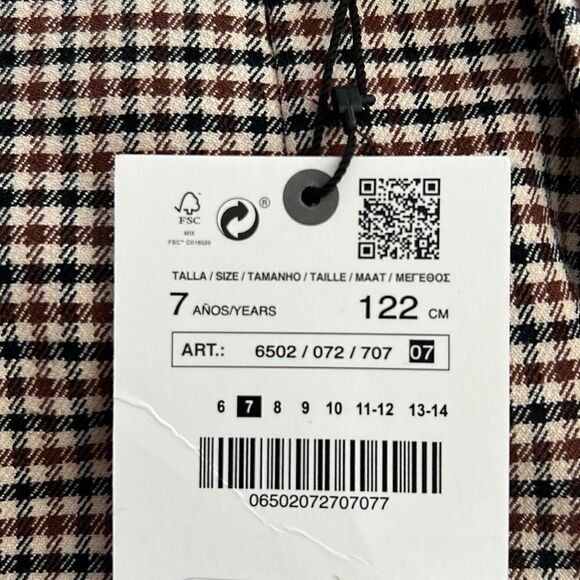 FSC
MIX
FSC™ C018020
®
TALLA / SIZE / TAMANHO / TAILLE / MAAT / ΜΕΓΕΘΟΣ
7 AÑOS/YEARS 122 CM
ART.: 6502 / 072 / 707 07
6 7 8 9 10 11-12 13-14
06502072707077